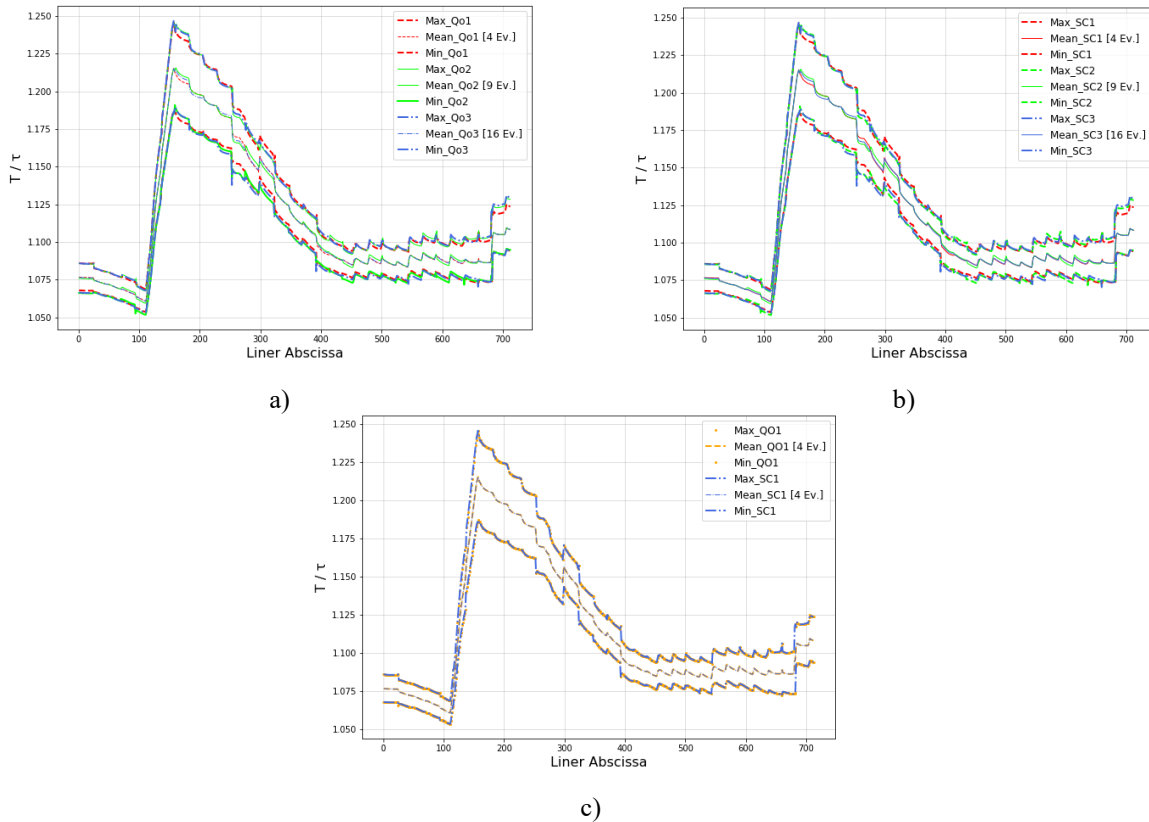 1.250
1.225
1.200
1.175
1.150
1.125
1.100
1.075
1.050
T / τ
0 100 200 300 400 500 600 700
Liner Abscissa
Max_Qo1
Mean_Qo1 [4 Ev.]
Min_Qo1
Max_Qo2
Mean_Qo2 [9 Ev.]
Min_Qo2
Max_Qo3
Mean_Qo3 [16 Ev.]
Min_Qo3
a)
1.250
1.225
1.200
1.175
1.150
1.125
1.100
1.075
1.050
T / τ
0 100 200 300 400 500 600 700
Liner Abscissa
Max_SC1
Mean_SC1 [4 Ev.]
Min_SC1
Max_SC2
Mean_SC2 [9 Ev.]
Min_SC2
Max_SC3
Mean_SC3 [16 Ev.]
Min_SC3
b)
1.250
1.225
1.200
1.175
1.150
1.125
1.100
1.075
1.050
T / τ
0 100 200 300 400 500 600 700
Liner Abscissa
Max_QO1
Mean_QO1 [4 Ev.]
Min_QO1
Max_SC1
Mean_SC1 [4 Ev.]
Min_SC1
c)